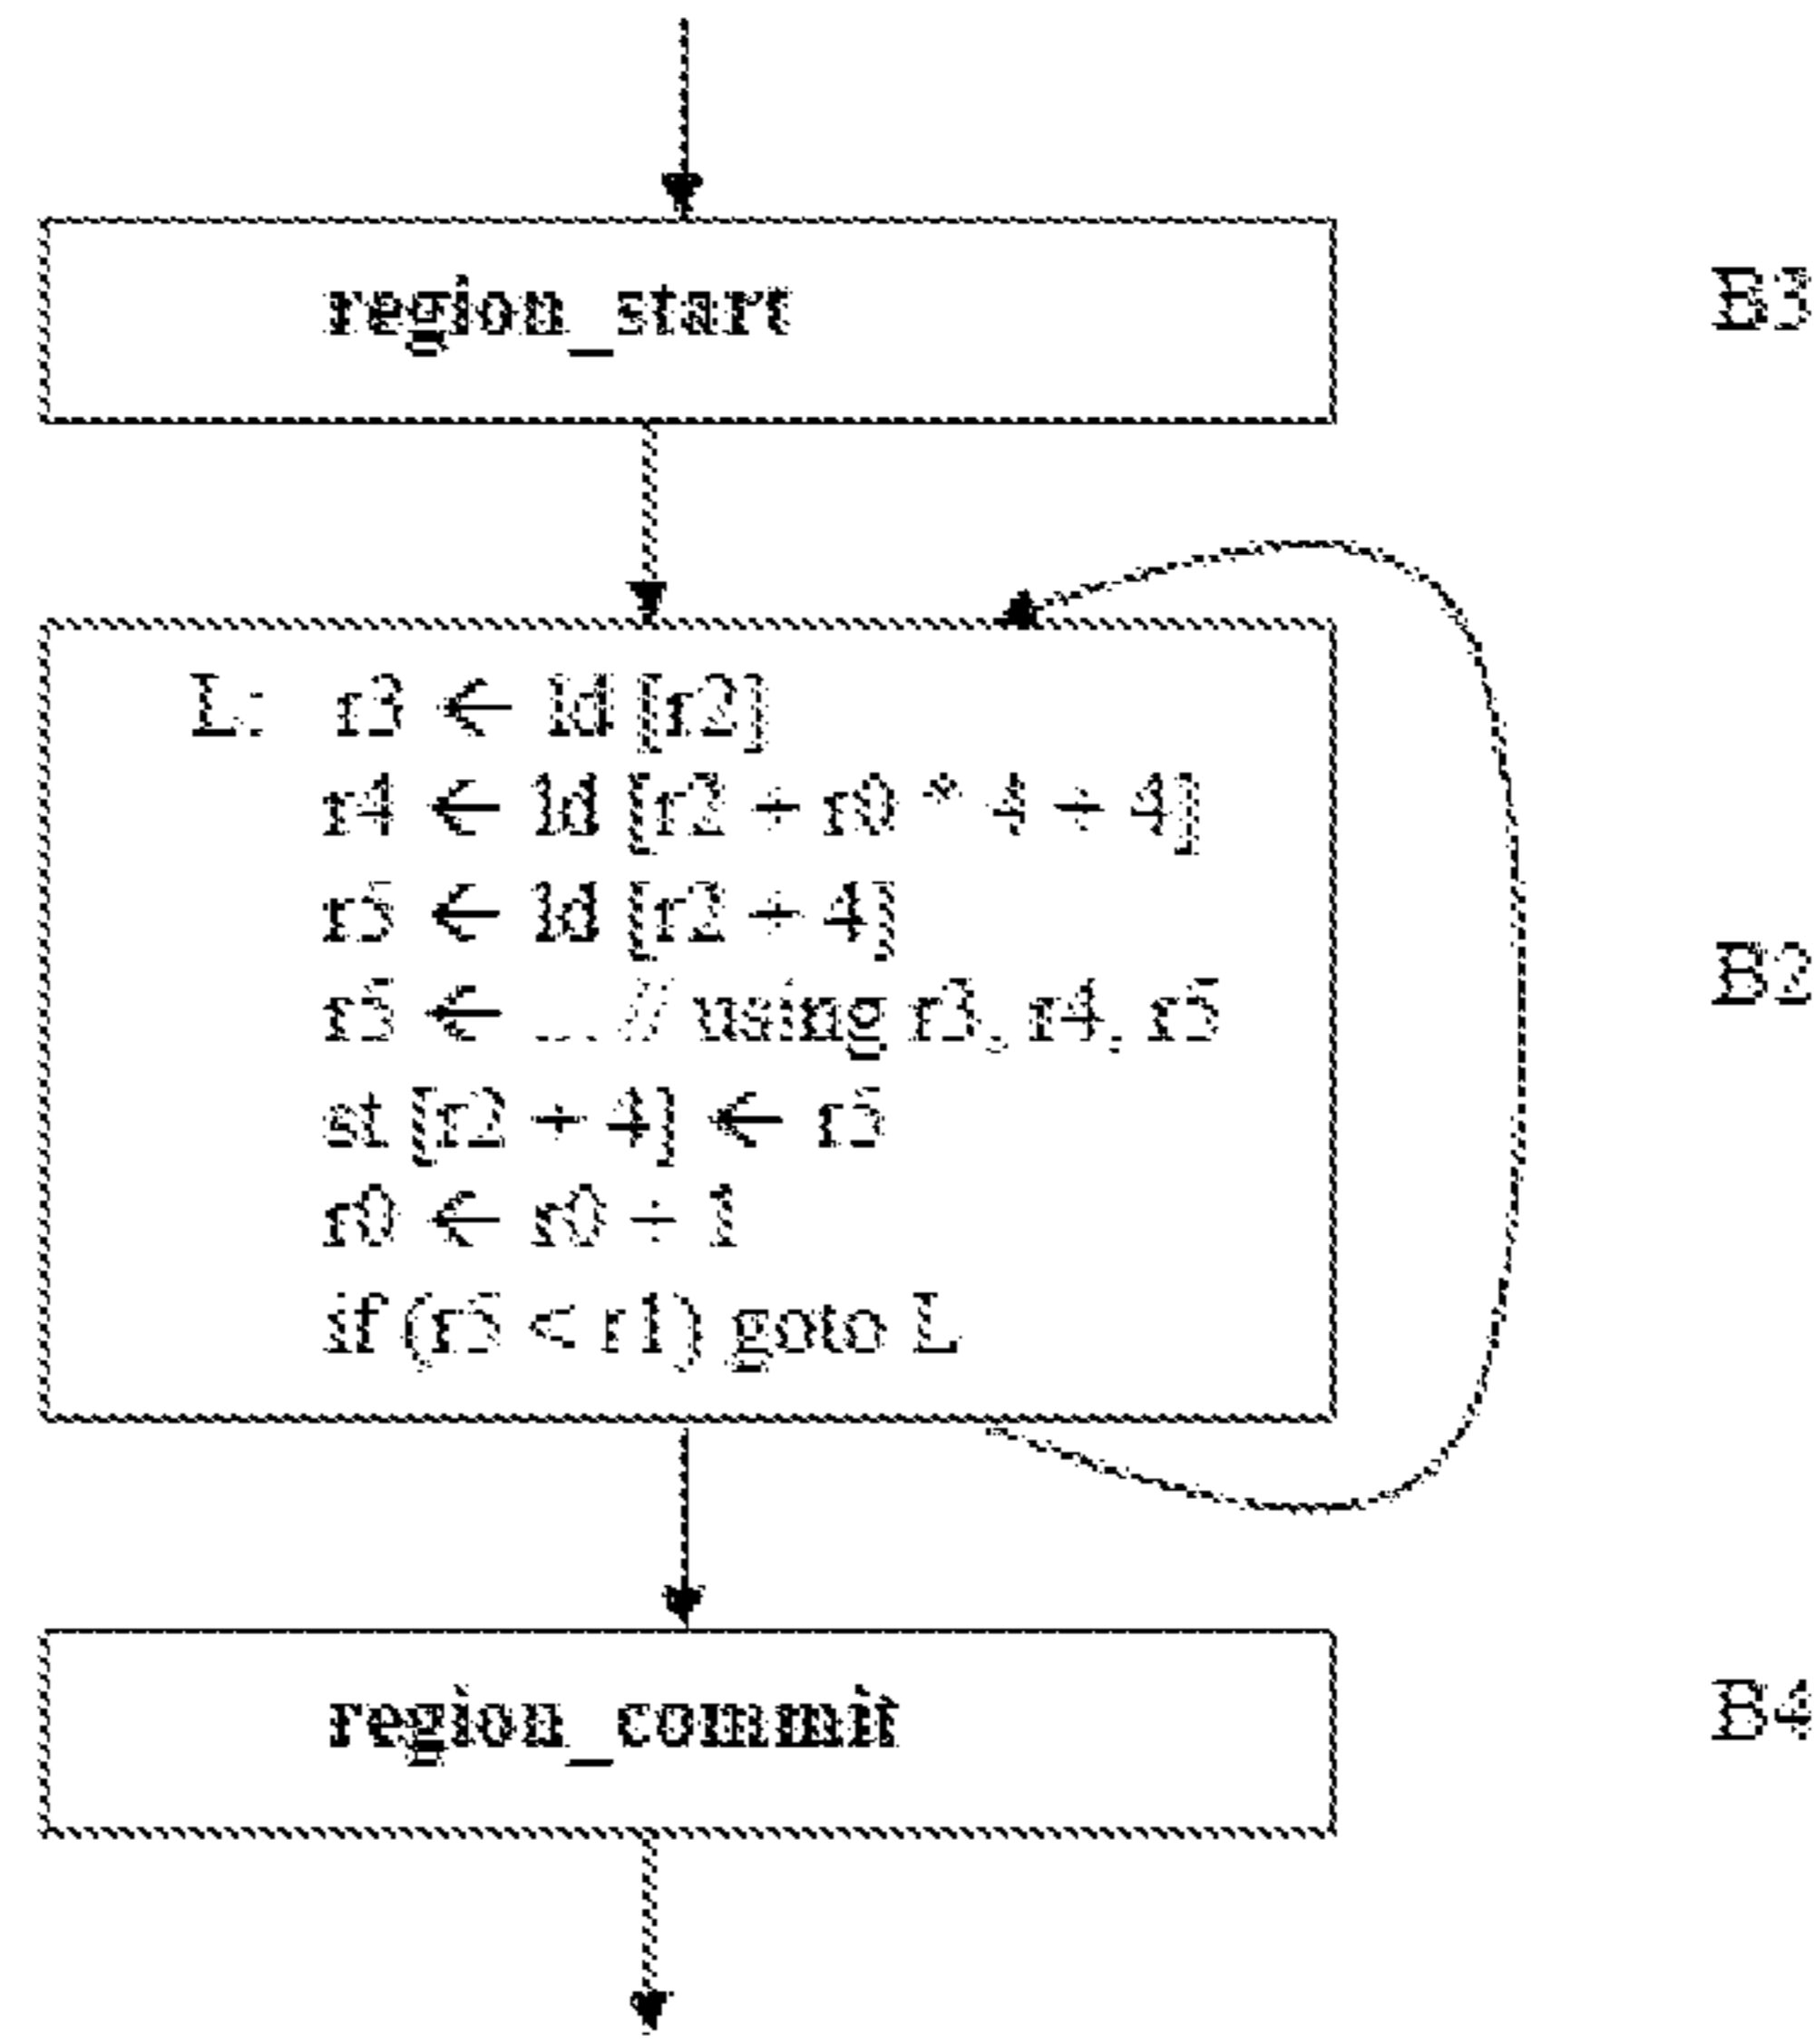 region_start
B3
L: r3 ← ld [r2]
r4 ← ld [r2 + r0 * 4 + 4]
r5 ← ld [r2 + 4]
r5 ← ... // using r3, r4, r5
B2
st [r2 + 4] ← r5
r0 ← r0 + 1
if (r5 < r1) goto L
region_commit
B4